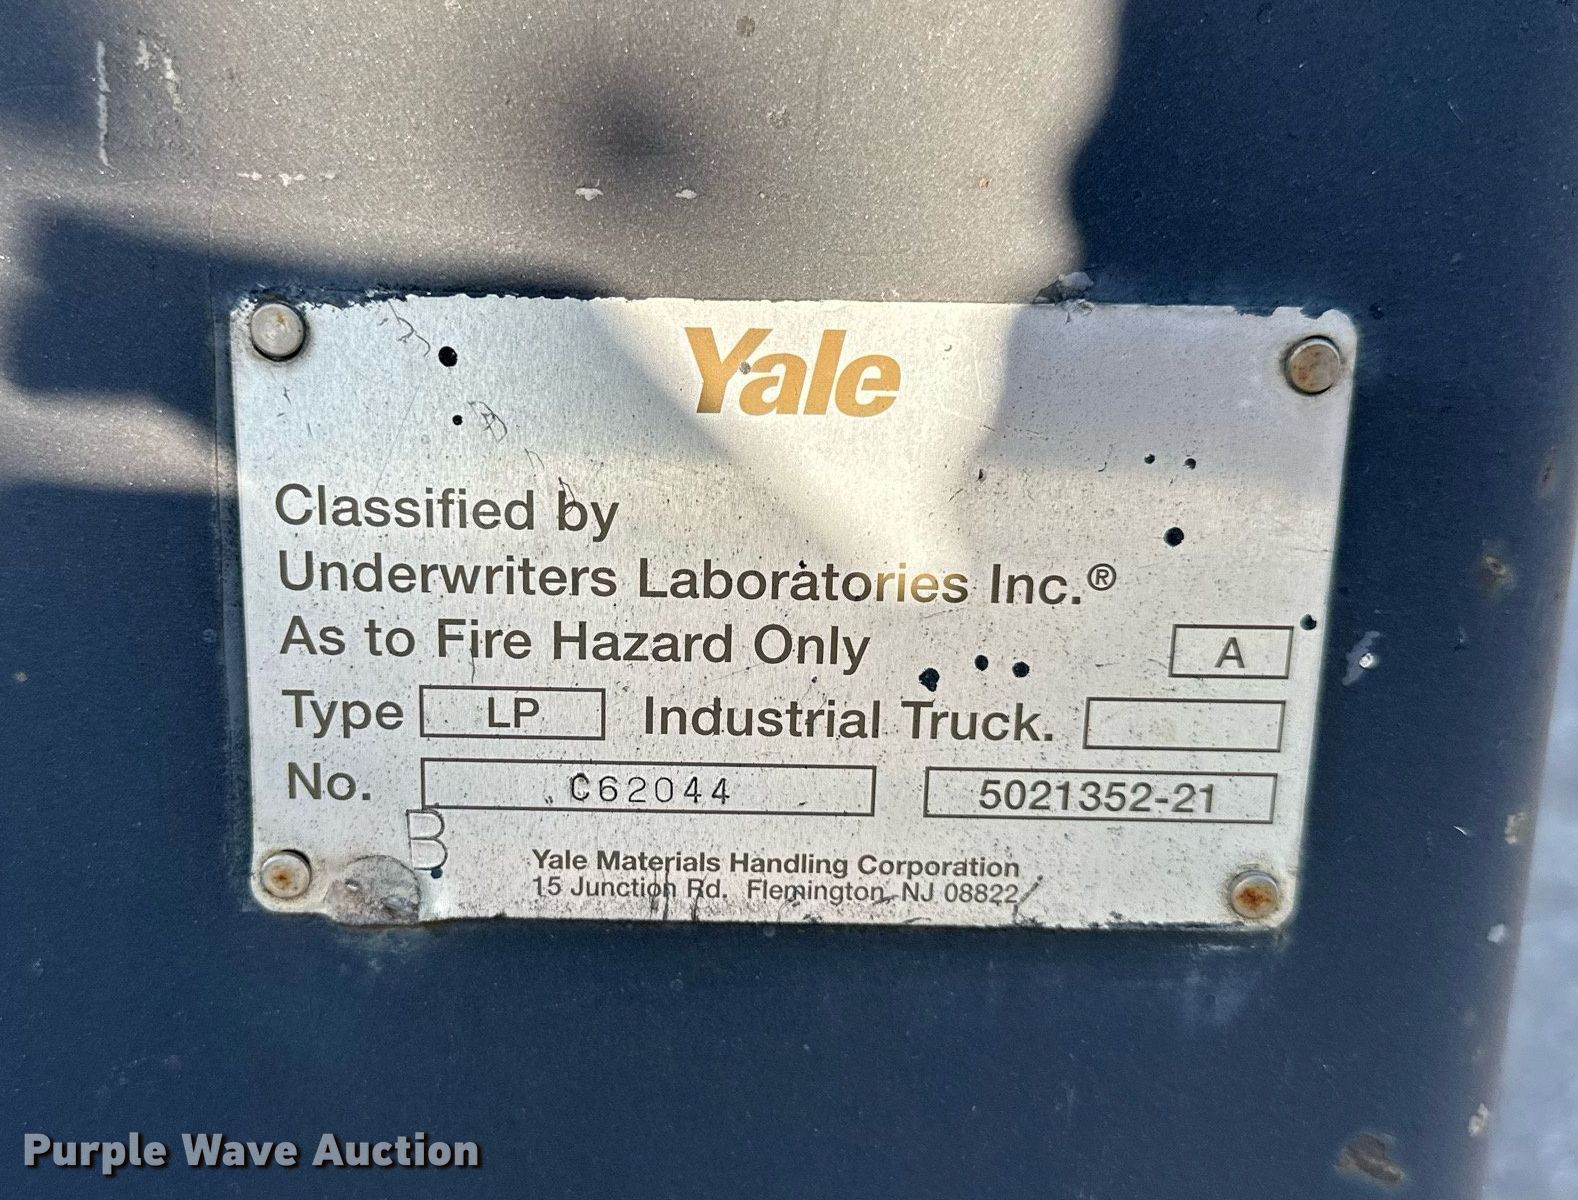 Yale
Classified by
Underwriters Laboratories Inc.®
As to Fire Hazard Only A
Type LP Industrial Truck.
No. C62044 5021352-21
B
Yale Materials Handling Corporation
15 Junction Rd. Flemington, NJ 08822
Purple Wave Auction